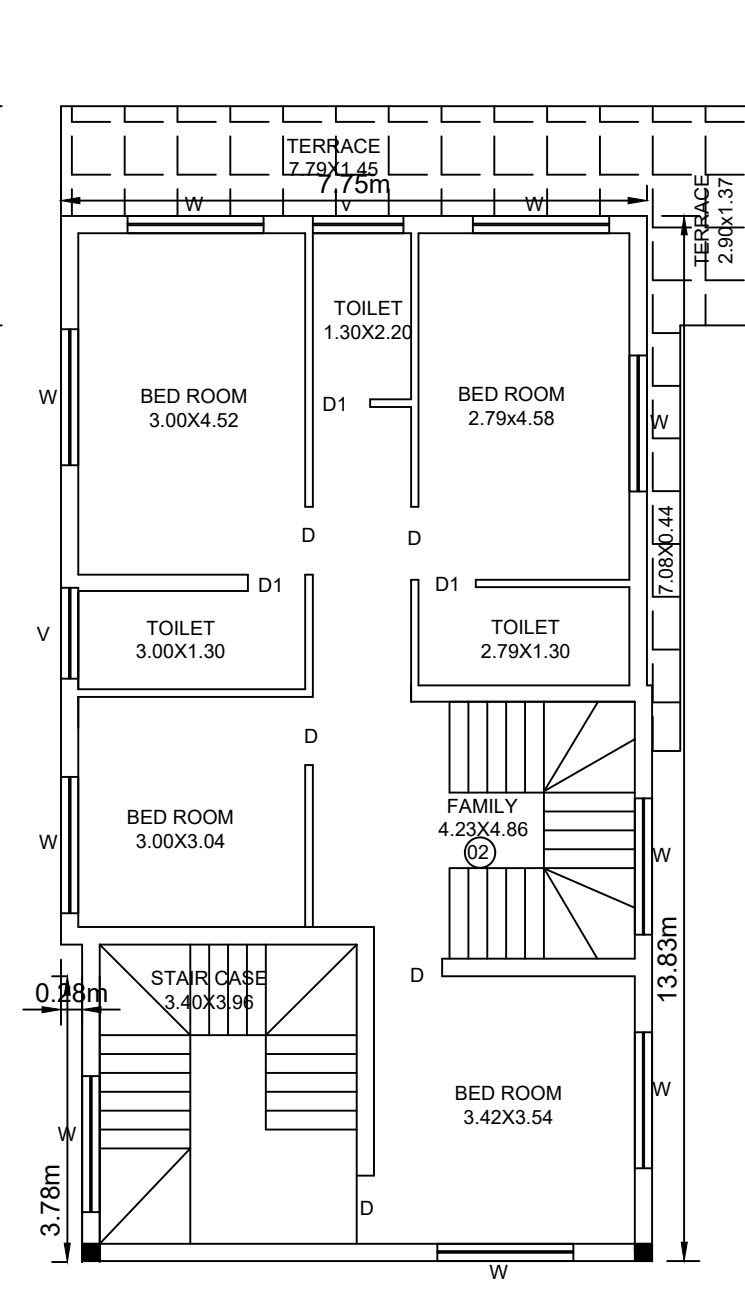 TERRACE
7.79X1.45
7.75m
W
v
W
TERRACE
2.90x1.37
TOILET
1.30X2.20
W
BED ROOM
3.00X4.52
D1
BED ROOM
2.79x4.58
W
D
D
7.08X0.44
D1
D1
V
TOILET
3.00X1.30
TOILET
2.79X1.30
D
W
BED ROOM
3.00X3.04
FAMILY
4.23X4.86
02
W
13.83m
STAIR CASE
3.40X3.96
D
0.28m
W
BED ROOM
3.42X3.54
W
3.78m
D
W